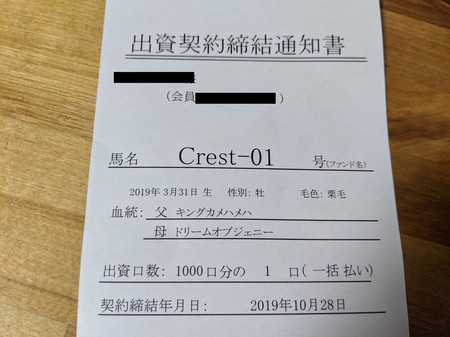 出資契約締結通知書
様
(会員 )
馬名 Crest-01 号(ファンド名)
2019年 3月31日 生 性別: 牡 毛色: 栗毛
血統: 父 キングカメハメハ
母 ドリームオブジェニー
出資口数: 1000口分の 1 口( 一括 払い)
契約締結年月日: 2019年10月28日